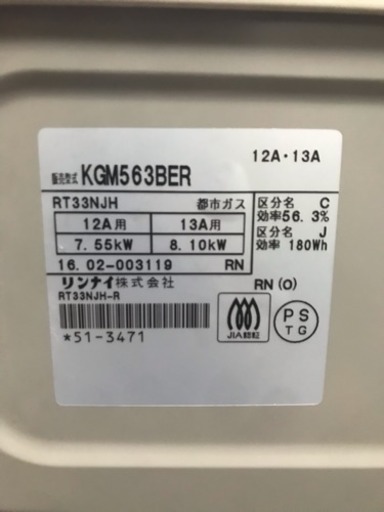 12A・13A
販売型式 KGM563BER
RT33NJH 都市ガス
12A用 13A用
7.55kW 8.10kW
区分名 C
効率56.3%
区分名 J
効率 180Wh
16.02-003119 RN
リンナイ株式会社
RT33NJH-R
RN(O)
*51-3471
JIA認証
PS
TG